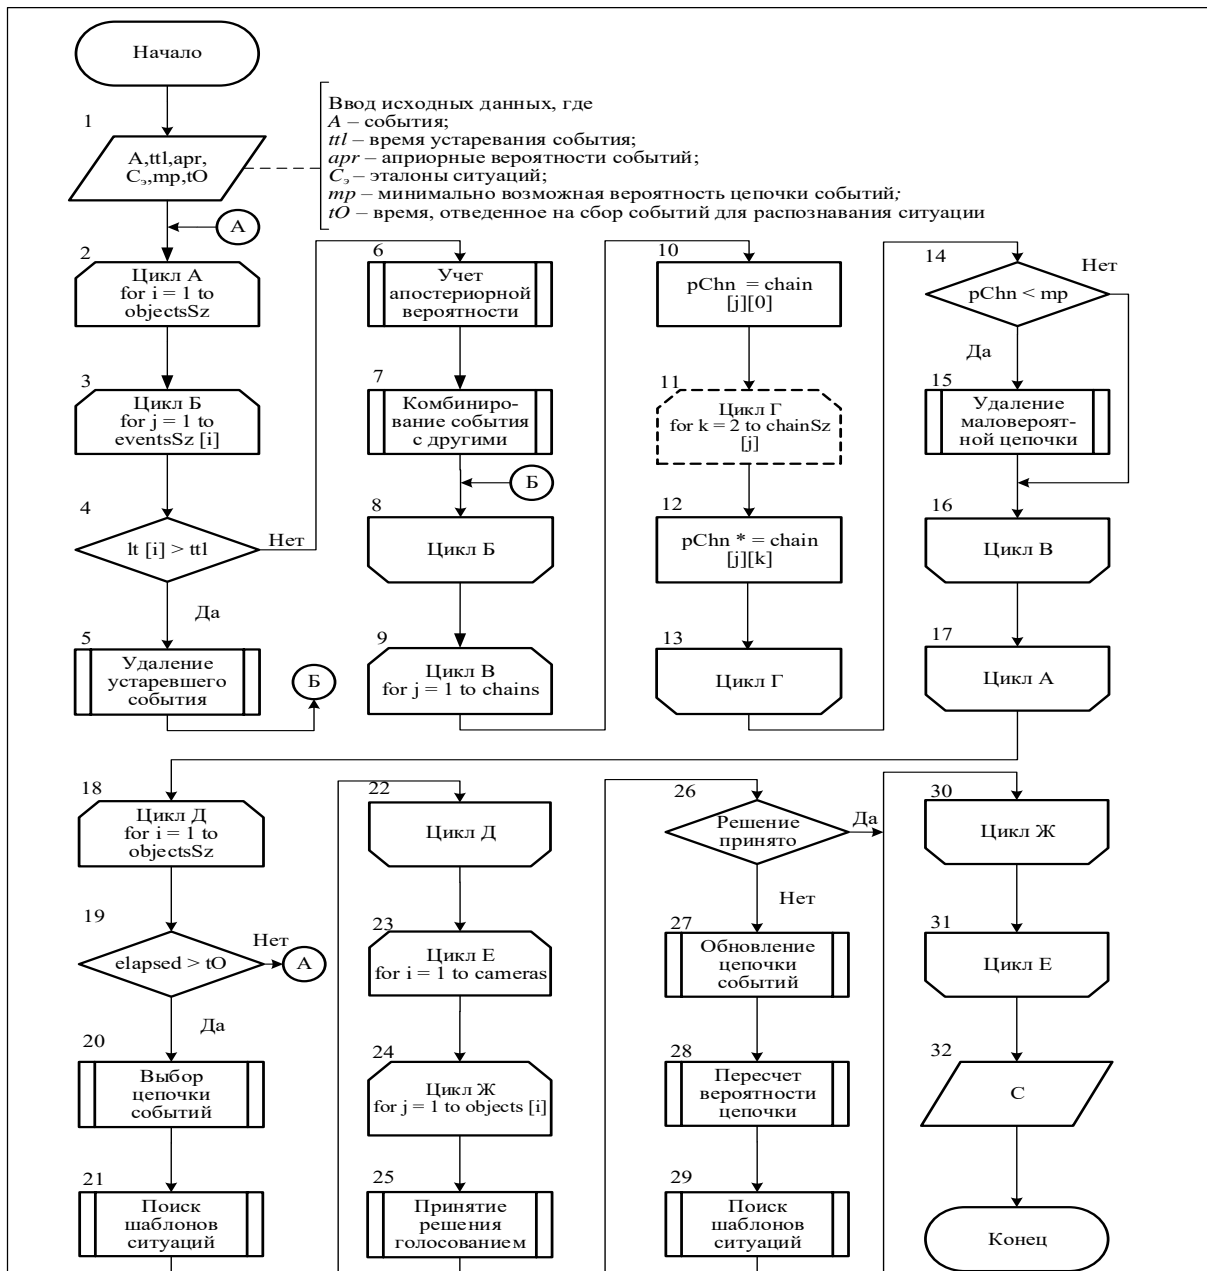 Начало
1
A,ttl,apr,
Cэ,mp,tO
Ввод исходных данных, где
A – события;
ttl – время устаревания события;
apr – априорные вероятности событий;
Cэ – эталоны ситуаций;
mp – минимально возможная вероятность цепочки событий;
tO – время, отведенное на сбор событий для распознавания ситуации
А
2
Цикл А
for i = 1 to
objectsSz
3
Цикл Б
for j = 1 to
eventsSz [i]
4
lt [i] > ttl
Нет
Да
5
Удаление
устаревшего
события
Б
6
Учет
апостериорной
вероятности
7
Комбиниро-
вание события
с другими
Б
8
Цикл Б
9
Цикл В
for j = 1 to chains
10
pChn = chain
[j][0]
11
Цикл Г
for k = 2 to chainSz
[j]
12
pChn * = chain
[j][k]
13
Цикл Г
14
pChn < mp
Нет
Да
15
Удаление
маловероят-
ной цепочки
16
Цикл В
17
Цикл А
18
Цикл Д
for i = 1 to
objectsSz
19
elapsed > tO
Нет
А
Да
20
Выбор
цепочки
событий
21
Поиск
шаблонов
ситуаций
22
Цикл Д
23
Цикл Е
for i = 1 to cameras
24
Цикл Ж
for j = 1 to objects [i]
25
Принятие
решения
голосованием
26
Решение
принято
Да
Нет
27
Обновление
цепочки
событий
28
Пересчет
вероятности
цепочки
29
Поиск
шаблонов
ситуаций
30
Цикл Ж
31
Цикл Е
32
С
Конец